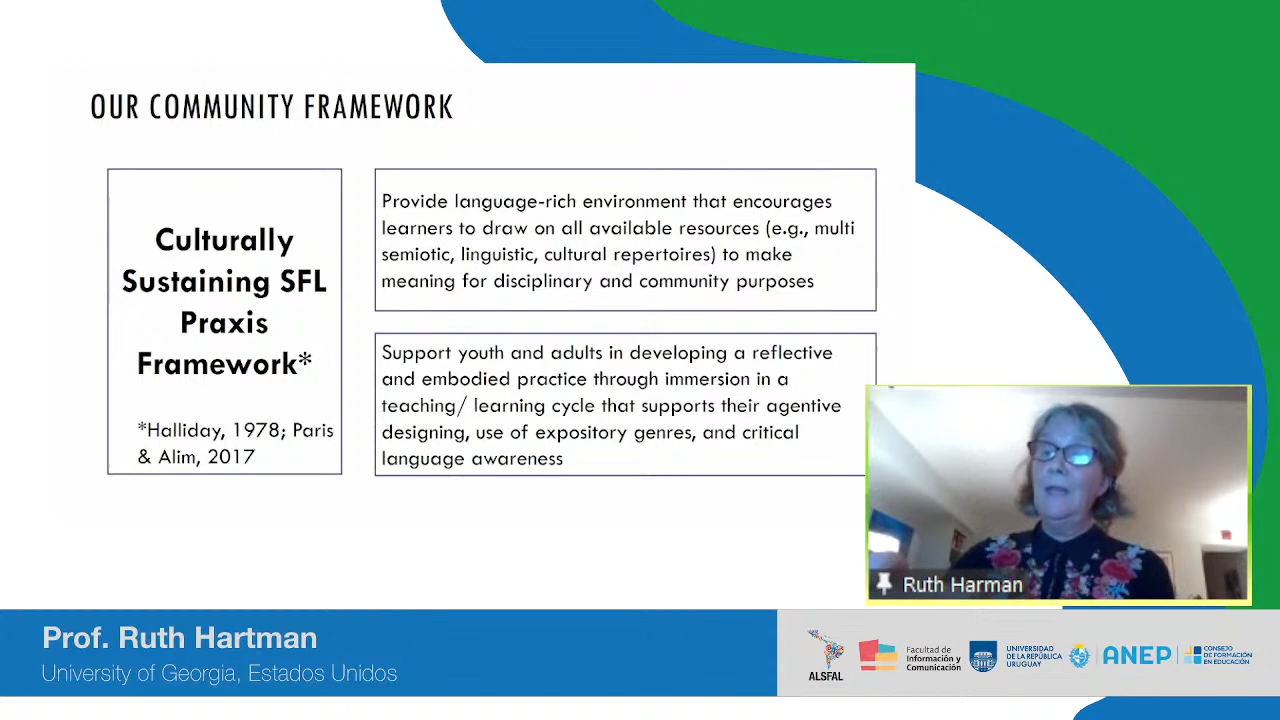 OUR COMMUNITY FRAMEWORK
Culturally
Sustaining SFL
Praxis
Framework*
*Halliday, 1978; Paris
& Alim, 2017
Provide language-rich environment that encourages
learners to draw on all available resources (e.g., multi
semiotic, linguistic, cultural repertoires) to make
meaning for disciplinary and community purposes
Support youth and adults in developing a reflective
and embodied practice through immersion in a
teaching/ learning cycle that supports their agentive
designing, use of expository genres, and critical
language awareness
Ruth Harman
Prof. Ruth Hartman
University of Georgia, Estados Unidos
ALSFAL
Facultad de
Información y
Comunicación
UNIVERSIDAD
DE LA REPÚBLICA
URUGUAY
ANEP
CONSEJO
DE FORMACIÓN
EN EDUCACIÓN